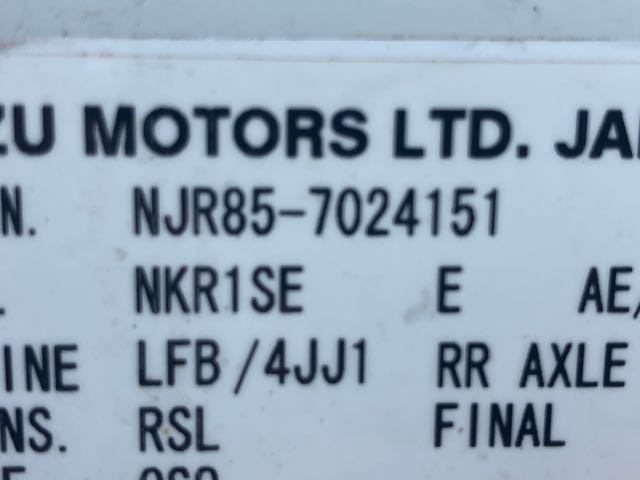 ZU MOTORS LTD. JA
N. NJR85-7024151
NKR1SE E AE/
INE LFB/4JJ1 RR AXLE
NS. RSL FINAL